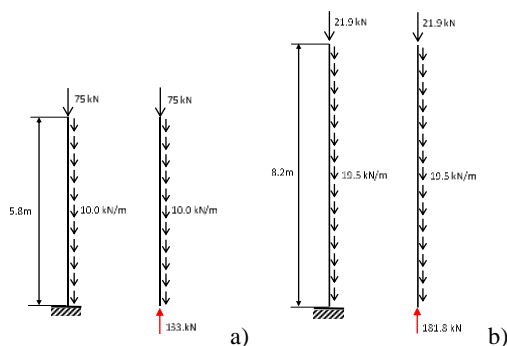 75 kN
75 kN
5.8m
10.0 kN/m
10.0 kN/m
133.kN
a)
21.9 kN
21.9 kN
8.2m
19.5 kN/m
19.5 kN/m
181.8 kN
b)